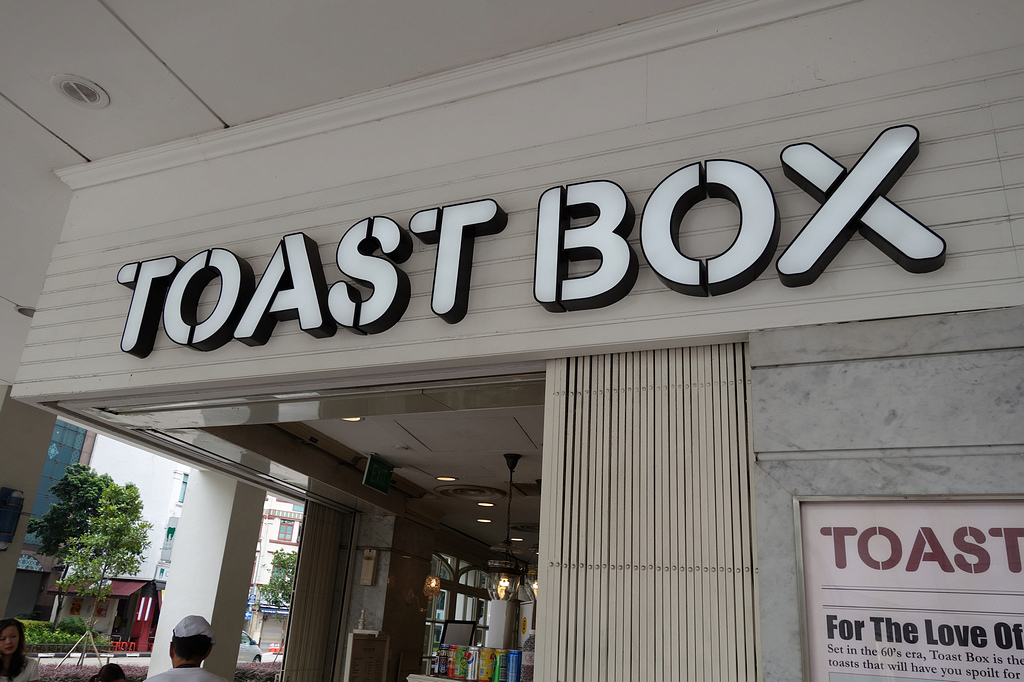 TOAST BOX
TOAST
For The Love Of
Set in the 60's era, Toast Box is the
toasts that will have you spoilt for